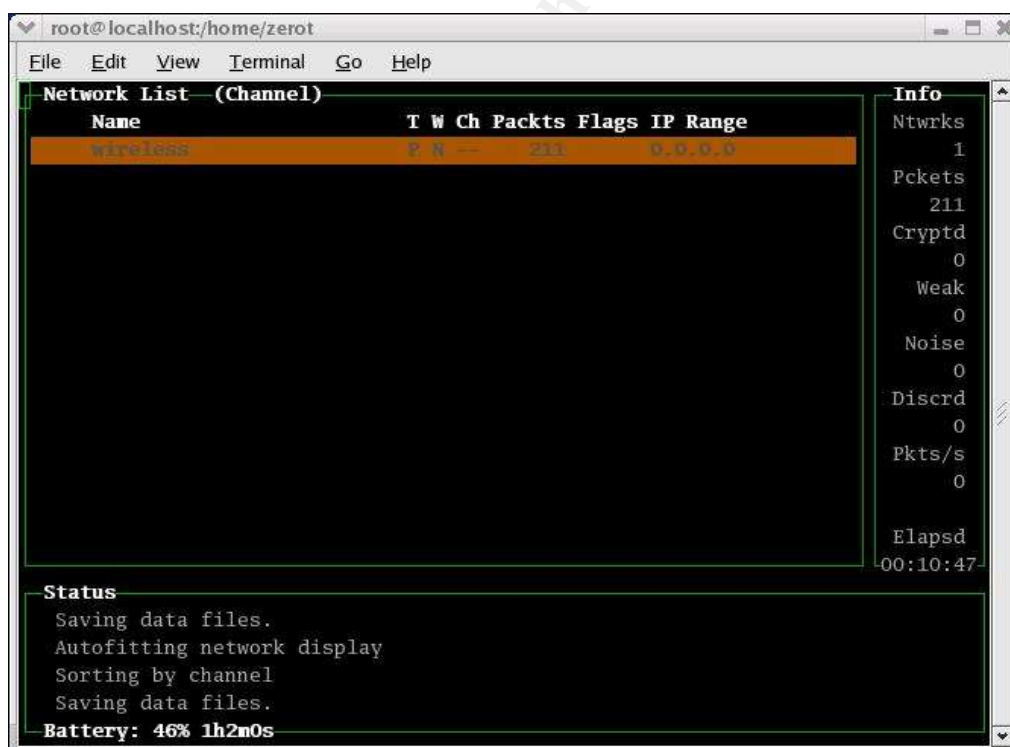 root@localhost:/home/zerot
File Edit View Terminal Go Help
Network List (Channel)
Name T W Ch Packts Flags IP Range
wireless P N -- 211 0.0.0.0
Info
Ntwrks
1
Pckets
211
Cryptd
0
Weak
0
Noise
0
Discrd
0
Pkts/s
0
Elapsd
00:10:47
Status
Saving data files.
Autofitting network display
Sorting by channel
Saving data files.
Battery: 46% 1h2m0s